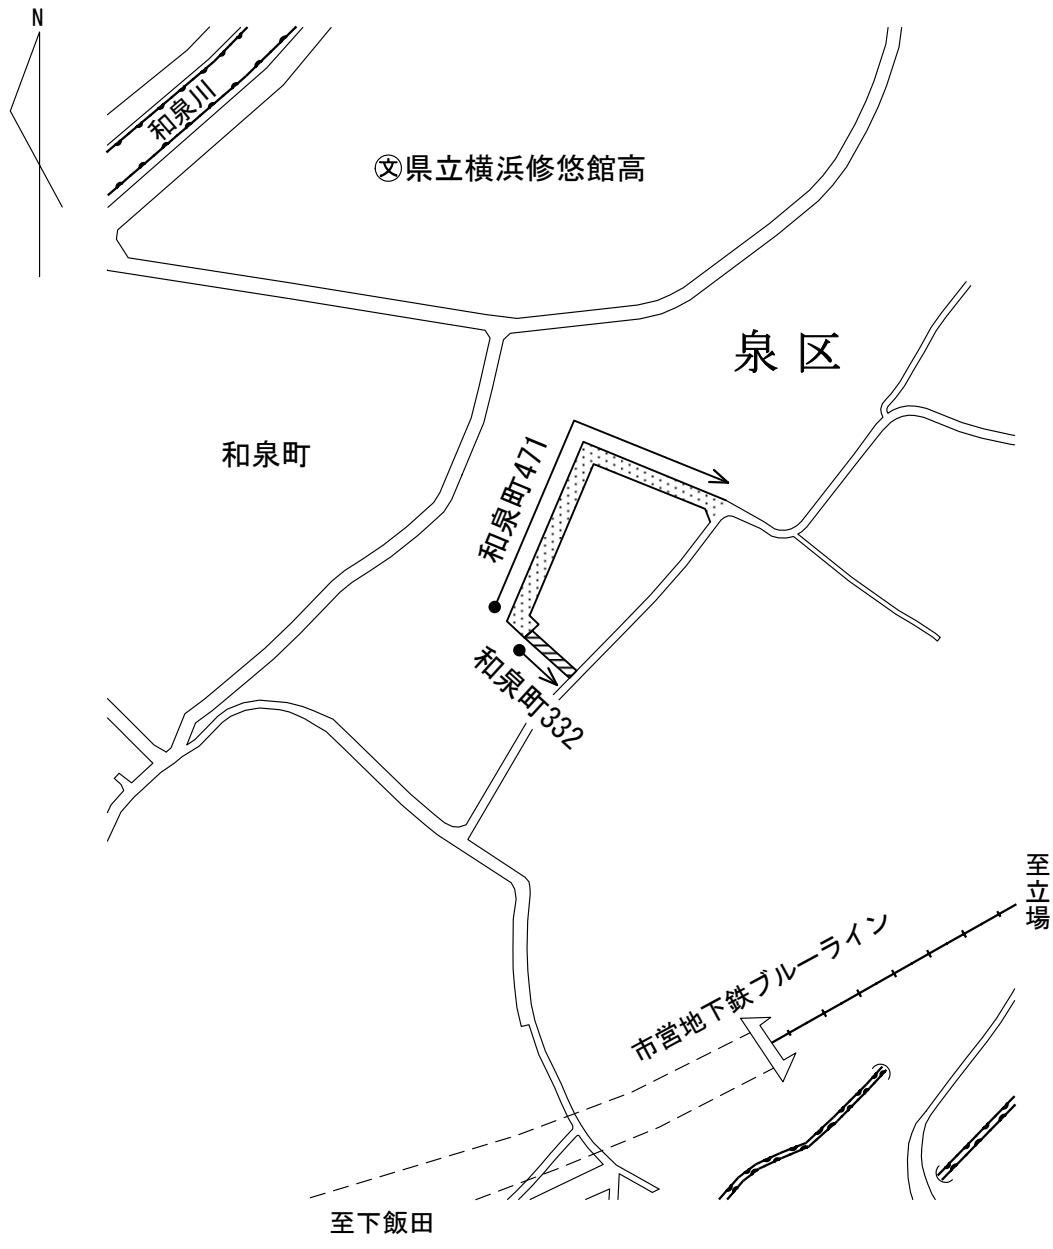 N
和泉川
㊫県立横浜修悠館高
泉区
和泉町
和泉町471
和泉町332
至立場
市営地下鉄ブルーライン
至下飯田